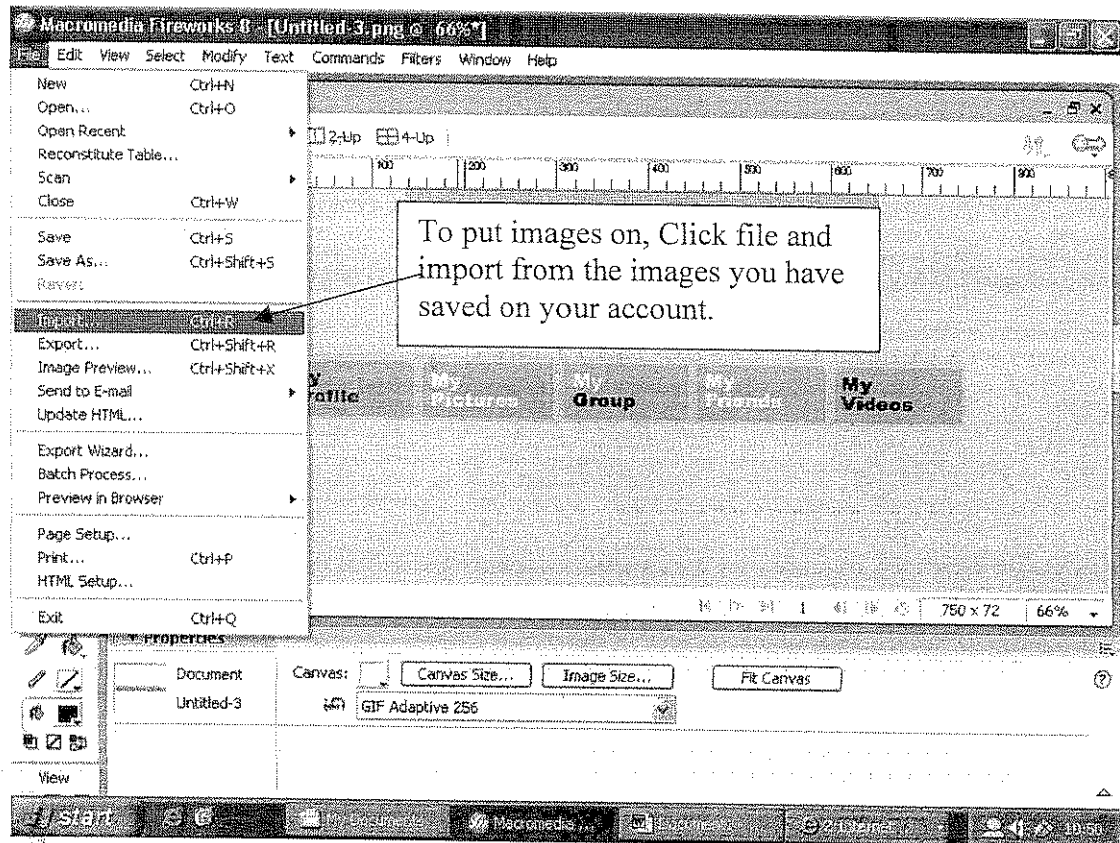 Macromedia Fireworks 8 - [Untitled-3.png @ 66%*]
File Edit View Select Modify Text Commands Filters Window Help
New Ctrl+N
Open... Ctrl+O
Open Recent
Reconstitute Table...
Scan
Close Ctrl+W
Save Ctrl+S
Save As... Ctrl+Shift+S
Revert
Import... Ctrl+R
Export... Ctrl+Shift+R
Image Preview... Ctrl+Shift+X
Send to E-mail
Update HTML...
Export Wizard...
Batch Process...
Preview in Browser
Page Setup...
Print... Ctrl+P
HTML Setup...
Exit Ctrl+Q
2-Up 4-Up
100 200 300 400 500 600 700 800
To put images on, Click file and
import from the images you have
saved on your account.
My My My My
Pictures Group Friends Videos
1 750 x 72 66%
Properties
Document Canvas: Canvas Size... Image Size... Fit Canvas
Untitled-3 GIF Adaptive 256
View
start Macromedia ... 10:50